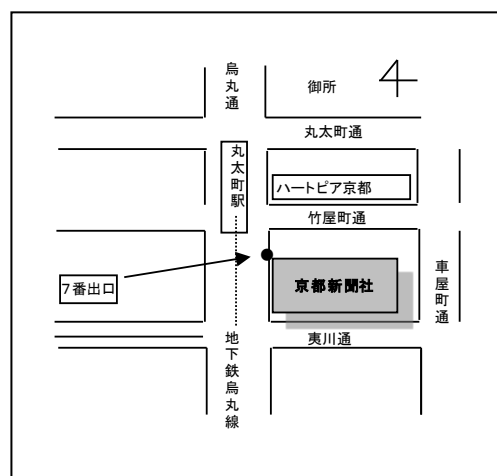 烏丸通
御所
丸太町通
丸太町駅
ハートピア京都
竹屋町通
京都新聞社
7番出口
車屋町通
夷川通
地下鉄烏丸線